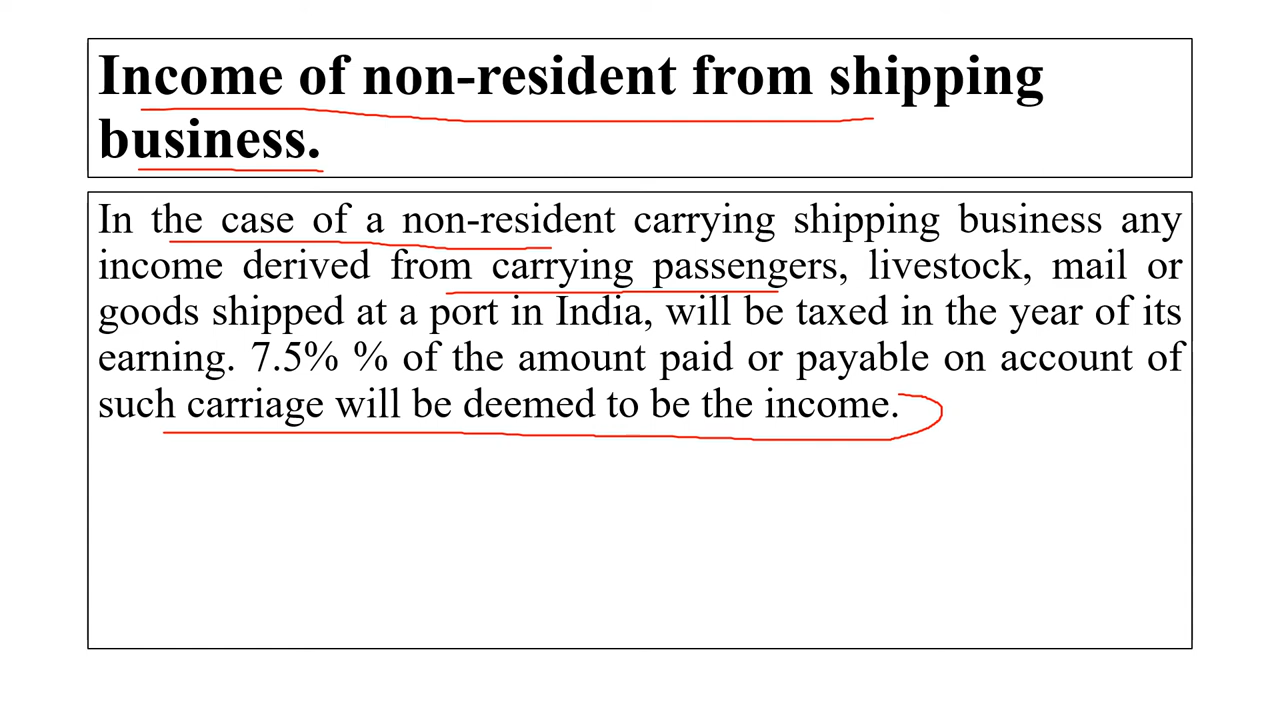 Income of non-resident from shipping
business.
In the case of a non-resident carrying shipping business any
income derived from carrying passengers, livestock, mail or
goods shipped at a port in India, will be taxed in the year of its
earning. 7.5% % of the amount paid or payable on account of
such carriage will be deemed to be the income.